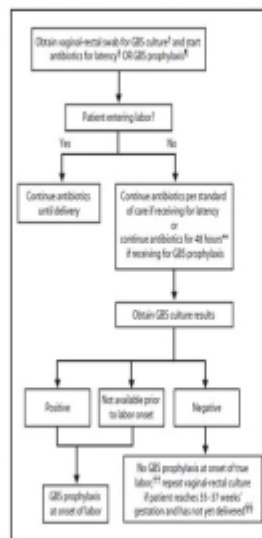 Obtain vaginal-rectal swab for GBS culture† and start
antibiotics for latency§ OR GBS prophylaxis¶
Patient entering labor?
Yes
No
Continue antibiotics
until delivery
Continue antibiotics per standard
of care if receiving for latency
or
continue antibiotics for 48 hours**
if receiving for GBS prophylaxis
Obtain GBS culture results
Positive
Not available prior
to labor onset
Negative
GBS prophylaxis
at onset of labor
No GBS prophylaxis at onset of true
labor;†† repeat vaginal-rectal culture
if patient reaches 35–37 weeks'
gestation and has not yet delivered§§